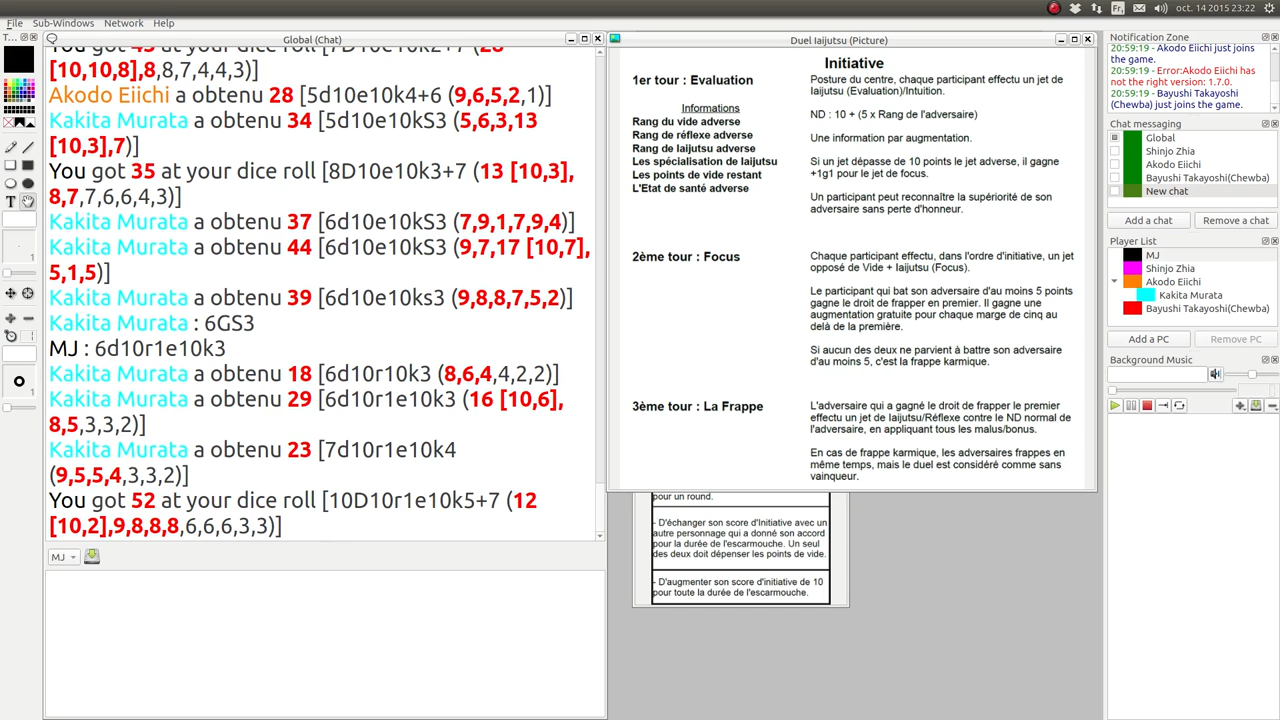 Fr
oct. 14 2015 23:22
File Sub-Windows Network Help
T...
Global (Chat)
You got 45 at your dice roll [7D10e10k2+7 (28
[10,10,8],8,8,7,4,4,3)]
Akodo Eiichi a obtenu 28 [5d10e10k4+6 (9,6,5,2,1)]
Kakita Murata a obtenu 34 [5d10e10kS3 (5,6,3,13
[10,3],7)]
You got 35 at your dice roll [8D10e10k3+7 (13 [10,3],
8,7,7,6,6,4,3)]
Kakita Murata a obtenu 37 [6d10e10kS3 (7,9,1,7,9,4)]
Kakita Murata a obtenu 44 [6d10e10kS3 (9,7,17 [10,7],
5,1,5)]
Kakita Murata a obtenu 39 [6d10e10ks3 (9,8,8,7,5,2)]
Kakita Murata : 6GS3
MJ : 6d10r1e10k3
Kakita Murata a obtenu 18 [6d10r10k3 (8,6,4,4,2,2)]
Kakita Murata a obtenu 29 [6d10r1e10k3 (16 [10,6],
8,5,3,3,2)]
Kakita Murata a obtenu 23 [7d10r1e10k4
(9,5,5,4,3,3,2)]
You got 52 at your dice roll [10D10r1e10k5+7 (12
[10,2],9,8,8,8,6,6,6,3,3)]
MJ
1
1
Duel Iaijutsu (Picture)
Initiative
1er tour : Evaluation
Posture du centre, chaque participant effectu un jet de
Iaijutsu (Evaluation)/Intuition.
Informations
Rang du vide adverse
Rang de réflexe adverse
Rang de Iaijutsu adverse
Les spécialisation de Iaijutsu
Les points de vide restant
L'Etat de santé adverse
ND : 10 + (5 x Rang de l'adversaire)
Une information par augmentation.
Si un jet dépasse de 10 points le jet adverse, il gagne
+1g1 pour le jet de focus.
Un participant peut reconnaître la supériorité de son
adversaire sans perte d'honneur.
2ème tour : Focus
Chaque participant effectu, dans l'ordre d'initiative, un jet
opposé de Vide + Iaijutsu (Focus).
Le participant qui bat son adversaire d'au moins 5 points
gagne le droit de frapper en premier. Il gagne une
augmentation gratuite pour chaque marge de cinq au
delà de la première.
Si aucun des deux ne parvient à battre son adversaire
d'au moins 5, c'est la frappe karmique.
3ème tour : La Frappe
L'adversaire qui a gagné le droit de frapper le premier
effectu un jet de Iaijutsu/Réflexe contre le ND normal de
l'adversaire, en appliquant tous les malus/bonus.
En cas de frappe karmique, les adversaires frappes en
même temps, mais le duel est considéré comme sans
vainqueur.
pour un round.
- D'échanger son score d'Initiative avec un
autre personnage qui a donné son accord
pour la durée de l'escarmouche. Un seul
des deux doit dépenser les points de vide.
- D'augmenter son score d'initiative de 10
pour toute la durée de l'escarmouche.
Notification Zone
20:59:19 - Akodo Eiichi just joins
the game.
20:59:19 - Error:Akodo Eiichi has
not the right version: 1.7.0.
20:59:19 - Bayushi Takayoshi
(Chewba) just joins the game.
Chat messaging
Global
Shinjo Zhia
Akodo Eiichi
Bayushi Takayoshi(Chewba)
New chat
Add a chat
Remove a chat
Player List
MJ
Shinjo Zhia
Akodo Eiichi
Kakita Murata
Bayushi Takayoshi(Chewba)
Add a PC
Remove PC
Background Music